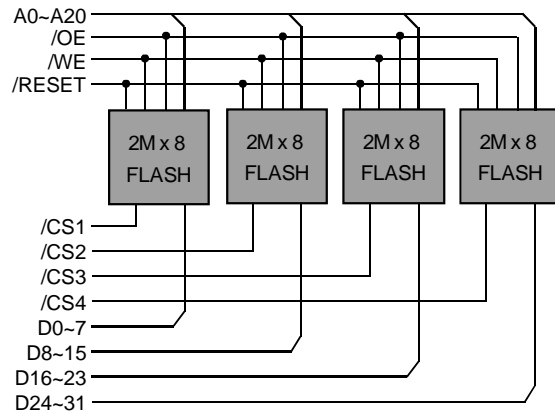 A0~A20
/OE
/WE
/RESET
2M x 8
FLASH
2M x 8
FLASH
2M x 8
FLASH
2M x 8
FLASH
/CS1
/CS2
/CS3
/CS4
D0~7
D8~15
D16~23
D24~31